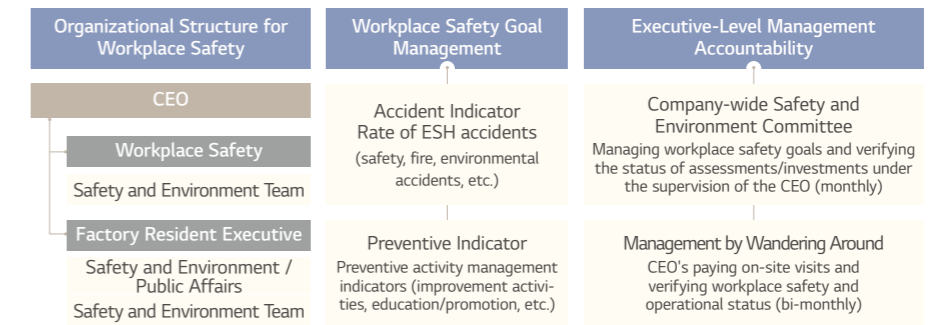 Organizational Structure for
Workplace Safety
CEO
Workplace Safety
Safety and Environment Team
Factory Resident Executive
Safety and Environment /
Public Affairs
Safety and Environment Team
Workplace Safety Goal
Management
Accident Indicator
Rate of ESH accidents
(safety, fire, environmental
accidents, etc.)
Preventive Indicator
Preventive activity management
indicators (improvement activi-
ties, education/promotion, etc.)
Executive-Level Management
Accountability
Company-wide Safety and
Environment Committee
Managing workplace safety goals and verifying
the status of assessments/investments under
the supervision of the CEO (monthly)
Management by Wandering Around
CEO's paying on-site visits and
verifying workplace safety and
operational status (bi-monthly)